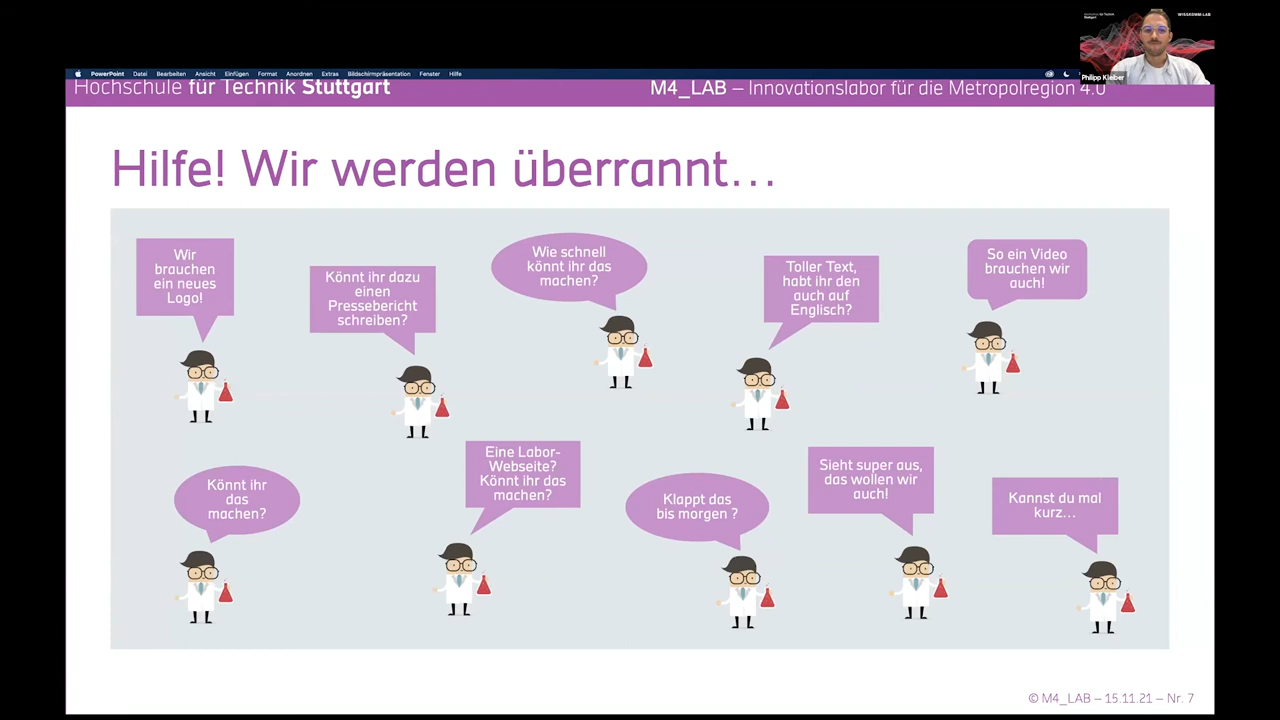 WISSKOMM LAB
Philipp Kleiber
PowerPoint Datei Bearbeiten Ansicht Einfügen Format Anordnen Extras Bildschirmpräsentation Fenster Hilfe
Hochschule für Technik Stuttgart
M4_LAB – Innovationslabor für die Metropolregion 4.0
Hilfe! Wir werden überrannt...
Wir
brauchen
ein neues
Logo!
Könnt ihr dazu
einen
Pressebericht
schreiben?
Wie schnell
könnt ihr das
machen?
Toller Text,
habt ihr den
auch auf
Englisch?
So ein Video
brauchen wir
auch!
Könnt ihr
das
machen?
Eine Labor-
Webseite?
Könnt ihr das
machen?
Klappt das
bis morgen ?
Sieht super aus,
das wollen wir
auch!
Kannst du mal
kurz...
© M4_LAB – 15.11.21 – Nr. 7